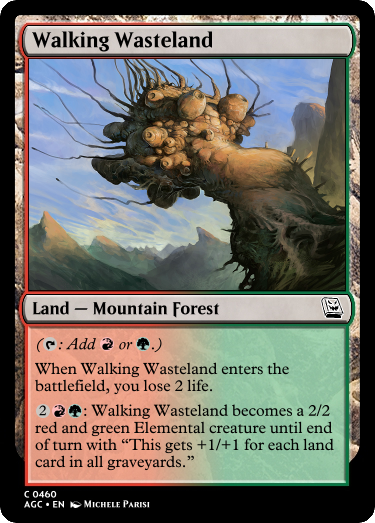 Walking Wasteland
Land — Mountain Forest
(: Add or .)
When Walking Wasteland enters the
battlefield, you lose 2 life.
2 : Walking Wasteland becomes a 2/2
red and green Elemental creature until end
of turn with “This gets +1/+1 for each land
card in all graveyards.”
C 0460
AGC • EN Michele Parisi